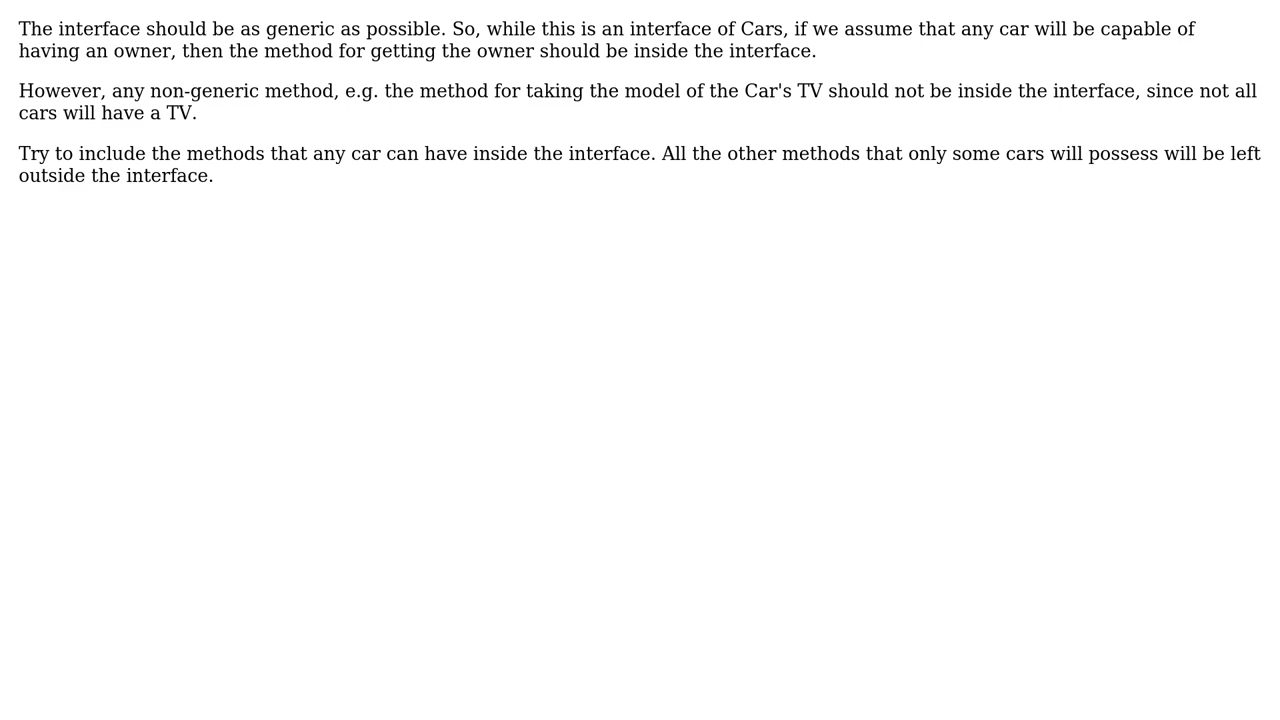 The interface should be as generic as possible. So, while this is an interface of Cars, if we assume that any car will be capable of
having an owner, then the method for getting the owner should be inside the interface.
However, any non-generic method, e.g. the method for taking the model of the Car's TV should not be inside the interface, since not all
cars will have a TV.
Try to include the methods that any car can have inside the interface. All the other methods that only some cars will possess will be left
outside the interface.